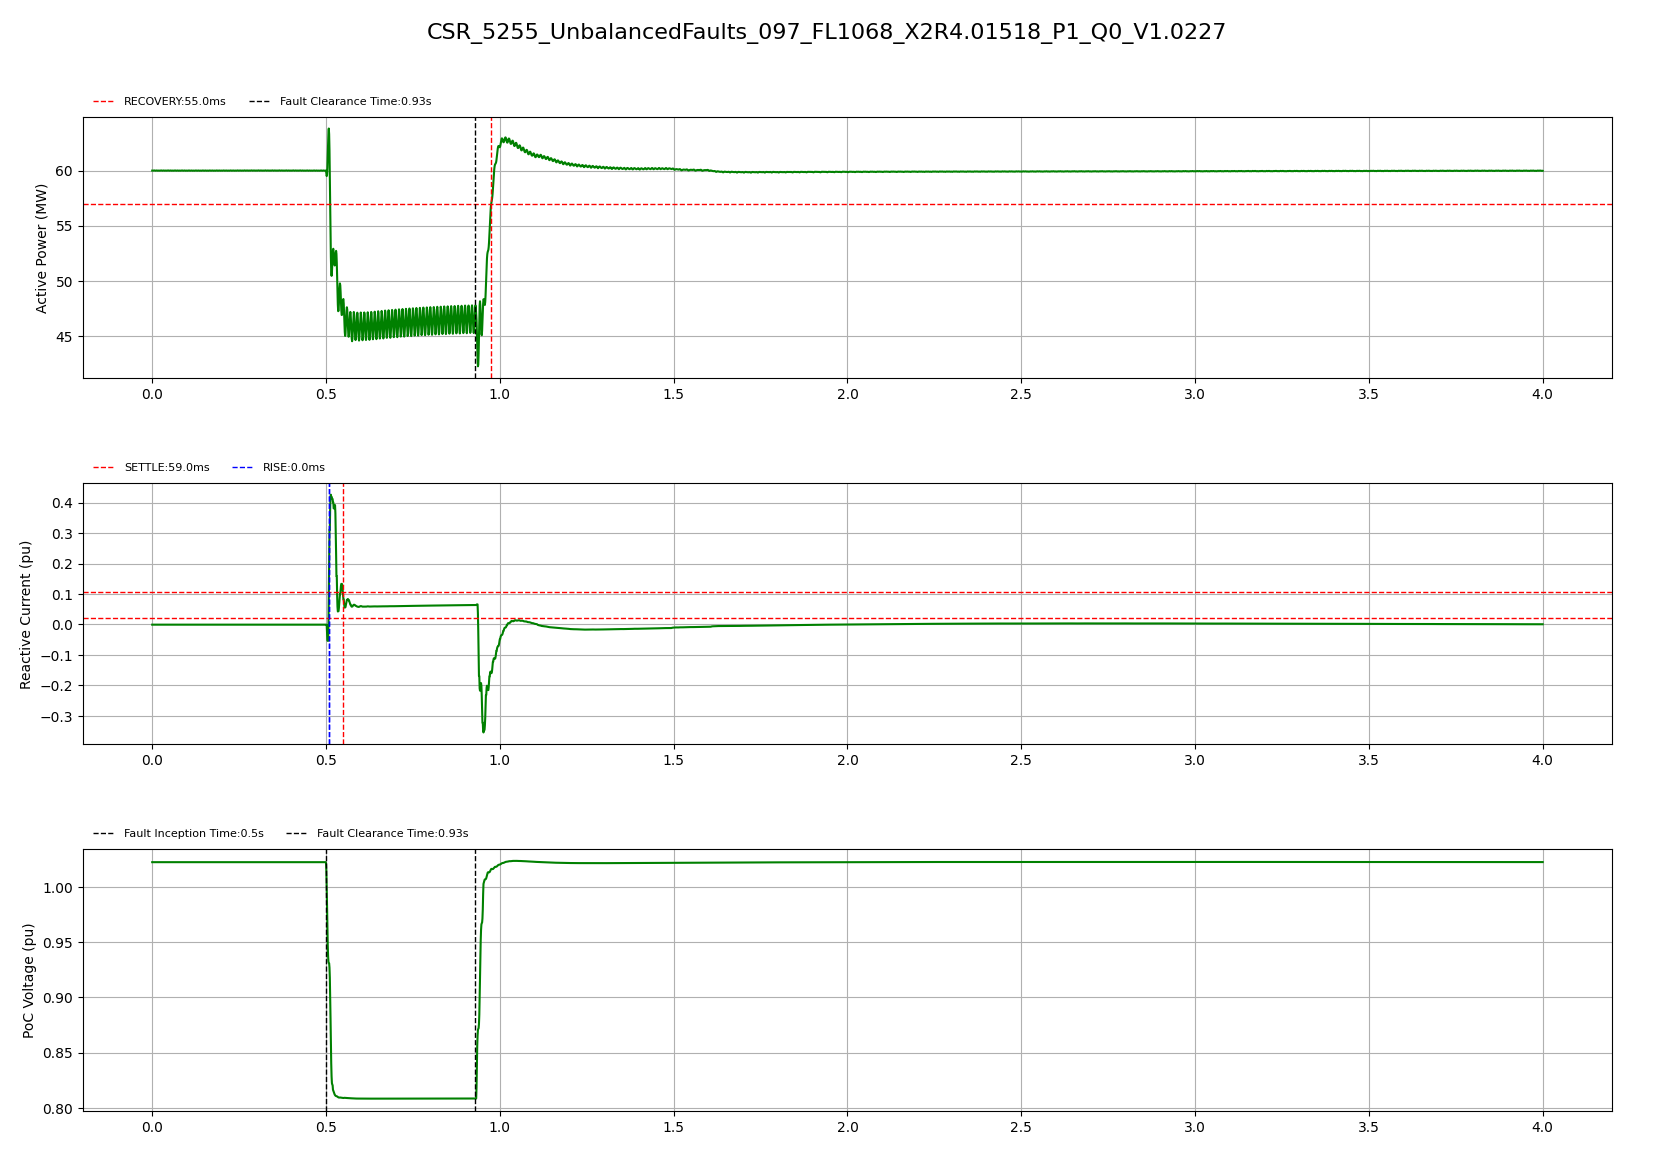 CSR_5255_UnbalancedFaults_097_FL1068_X2R4.01518_P1_Q0_V1.0227
RECOVERY:55.0ms Fault Clearance Time:0.93s
Active Power (MW)
60
55
50
45
0.0 0.5 1.0 1.5 2.0 2.5 3.0 3.5 4.0
SETTLE:59.0ms RISE:0.0ms
Reactive Current (pu)
0.4
0.3
0.2
0.1
0.0
−0.1
−0.2
−0.3
0.0 0.5 1.0 1.5 2.0 2.5 3.0 3.5 4.0
Fault Inception Time:0.5s Fault Clearance Time:0.93s
PoC Voltage (pu)
1.00
0.95
0.90
0.85
0.80
0.0 0.5 1.0 1.5 2.0 2.5 3.0 3.5 4.0